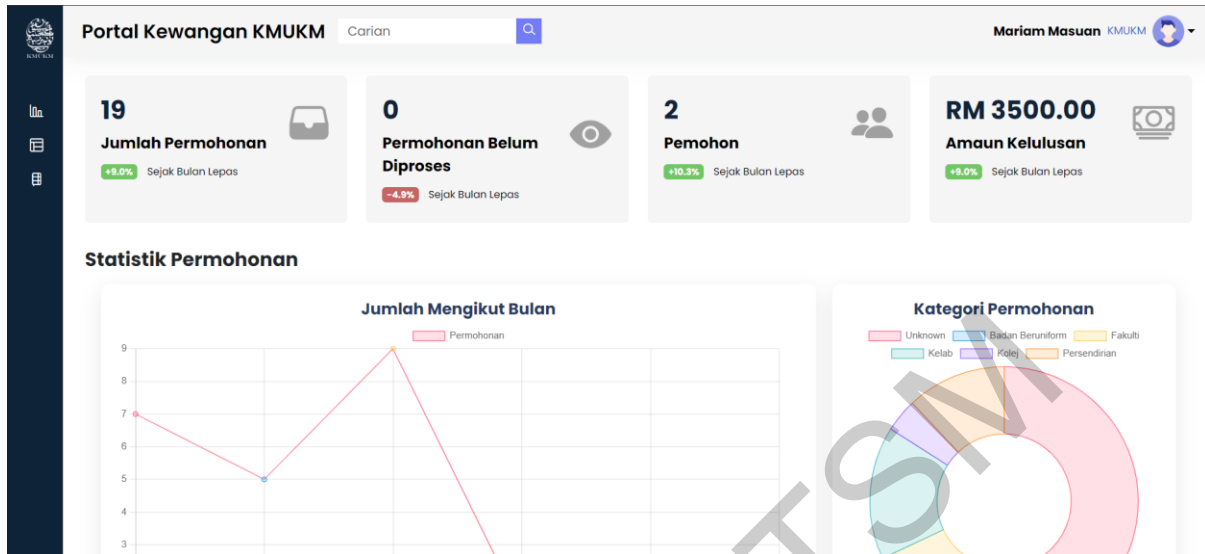 Portal Kewangan KMUKM
Carian
Mariam Masuan KMUKM
KMUKM
19
Jumlah Permohonan
+9.0% Sejak Bulan Lepas
0
Permohonan Belum
Diproses
-4.9% Sejak Bulan Lepas
2
Pemohon
+10.3% Sejak Bulan Lepas
RM 3500.00
Amaun Kelulusan
+9.0% Sejak Bulan Lepas
Statistik Permohonan
Jumlah Mengikut Bulan
Permohonan
9
8
7
6
5
4
3
Kategori Permohonan
Unknown Badan Beruniform Fakulti
Kelab Kolej Persendirian
TSM